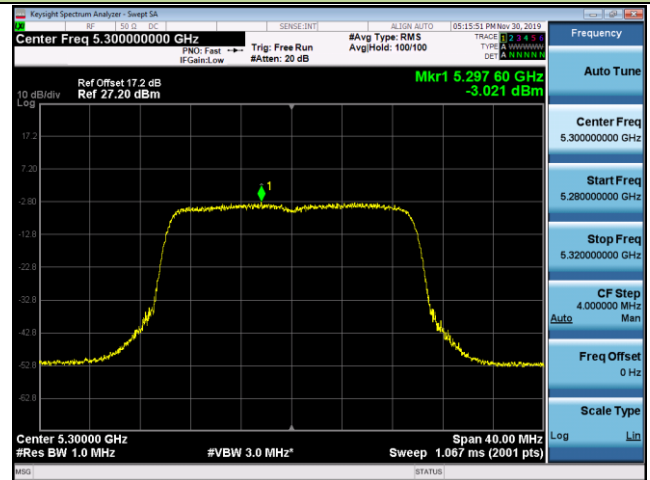 Keysight Spectrum Analyzer - Swept SA
RF 50 Ω DC SENSE:INT ALIGN AUTO 05:15:51 PM Nov 30, 2019
Center Freq 5.300000000 GHz
PNO: Fast
IFGain:Low
Trig: Free Run
#Atten: 20 dB
#Avg Type: RMS
Avg|Hold: 100/100
TRACE 1 2 3 4 5 6
TYPE A WWWWW
DET A N N N N N
Frequency
Ref Offset 17.2 dB
10 dB/div Ref 27.20 dBm
Log
Mkr1 5.297 60 GHz
-3.021 dBm
17.2
7.20
-2.80
-12.8
-22.8
-32.8
-42.8
-52.8
-62.8
1
Center 5.30000 GHz
#Res BW 1.0 MHz
#VBW 3.0 MHz*
Span 40.00 MHz
Sweep 1.067 ms (2001 pts)
Auto Tune
Center Freq
5.300000000 GHz
Start Freq
5.280000000 GHz
Stop Freq
5.320000000 GHz
CF Step
4.000000 MHz
Auto Man
Freq Offset
0 Hz
Scale Type
Log Lin
MSG STATUS